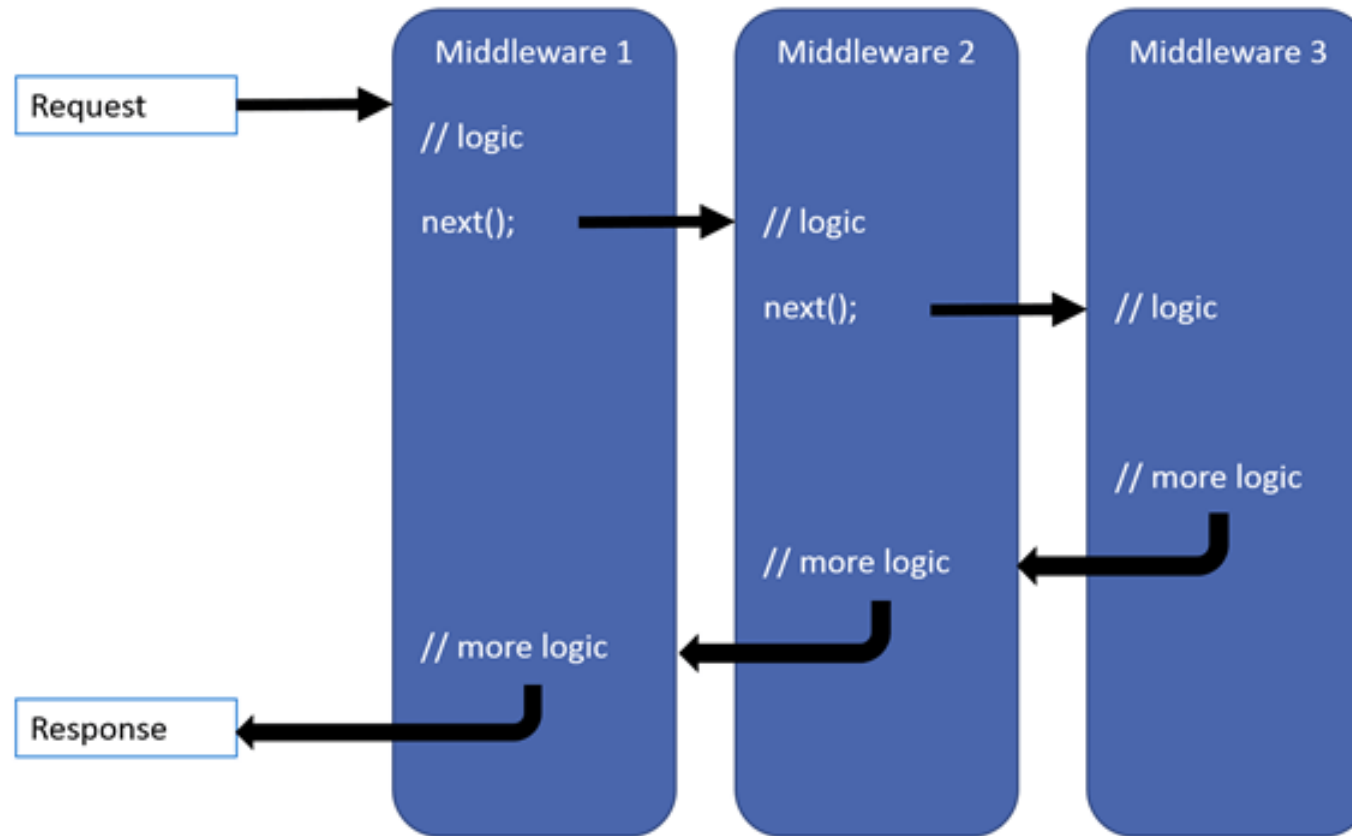 Request
Middleware 1
// logic
next();
// more logic
Middleware 2
// logic
next();
// more logic
Middleware 3
// logic
// more logic
Response